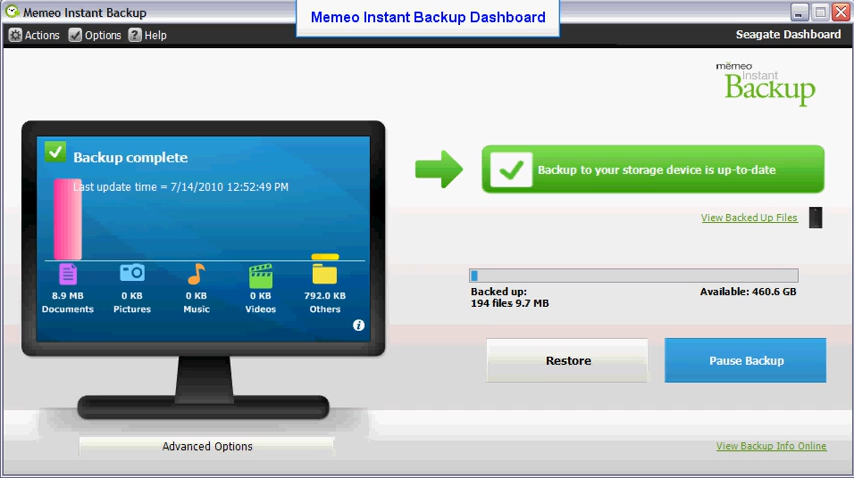 Memeo Instant Backup
Memeo Instant Backup Dashboard
Actions Options ? Help
Seagate Dashboard
mēmeo
instant
Backup
Backup complete
Last update time = 7/14/2010 12:52:49 PM
8.9 MB 0 KB 0 KB 0 KB 792.0 KB
Documents Pictures Music Videos Others
i
Backup to your storage device is up-to-date
View Backed Up Files
Backed up: Available: 460.6 GB
194 files 9.7 MB
Restore Pause Backup
Advanced Options
View Backup Info Online